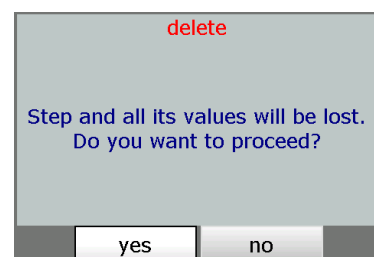 delete
Step and all its values will be lost.
Do you want to proceed?
yes
no